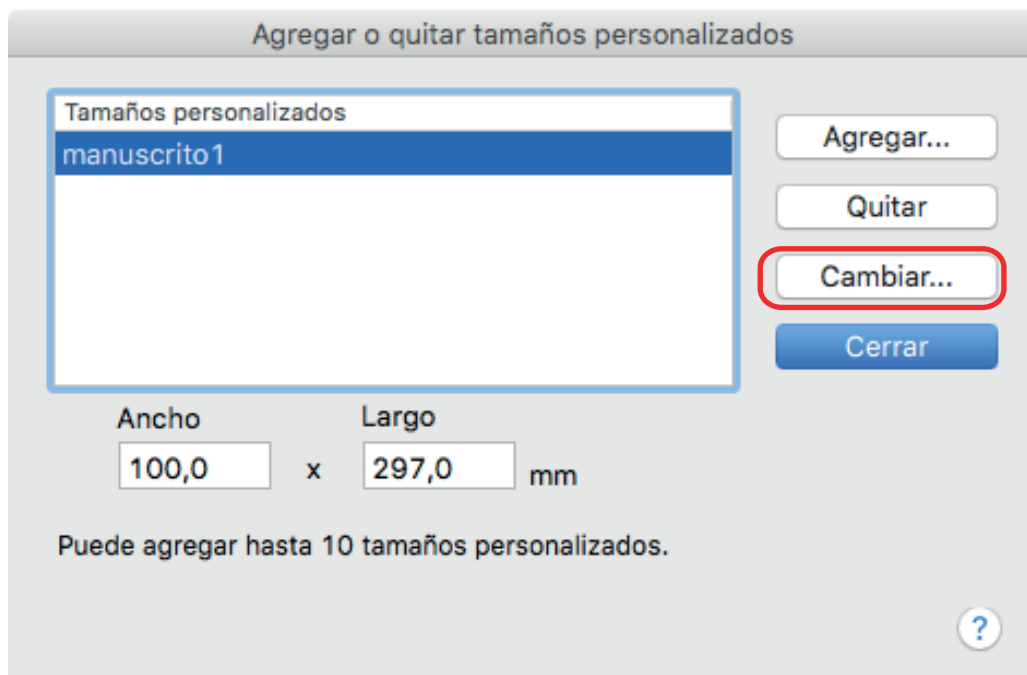 Agregar o quitar tamaños personalizados
Tamaños personalizados
manuscrito1
Agregar...
Quitar
Cambiar...
Cerrar
Ancho Largo
100,0 x 297,0 mm
Puede agregar hasta 10 tamaños personalizados.
?